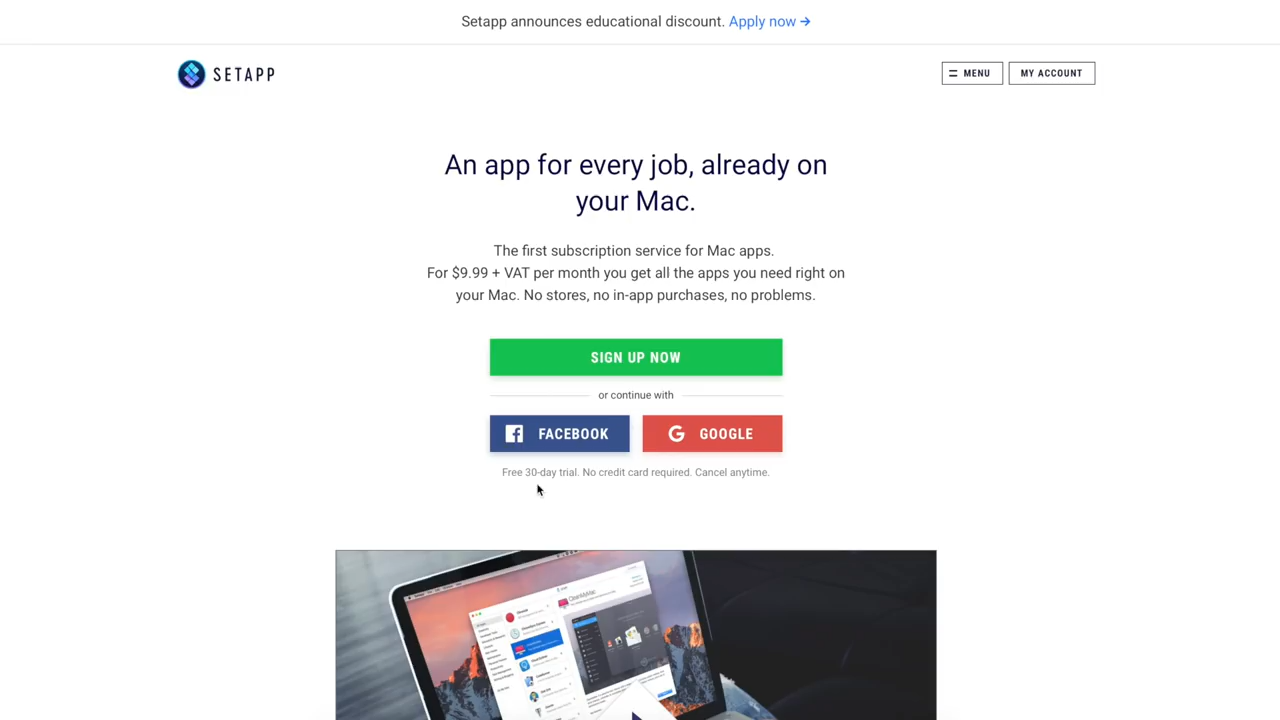 Setapp announces educational discount. Apply now →
SETAPP
MENU
MY ACCOUNT
An app for every job, already on
your Mac.
The first subscription service for Mac apps.
For $9.99 + VAT per month you get all the apps you need right on
your Mac. No stores, no in-app purchases, no problems.
SIGN UP NOW
or continue with
FACEBOOK
GOOGLE
Free 30-day trial. No credit card required. Cancel anytime.
CleanMyMac